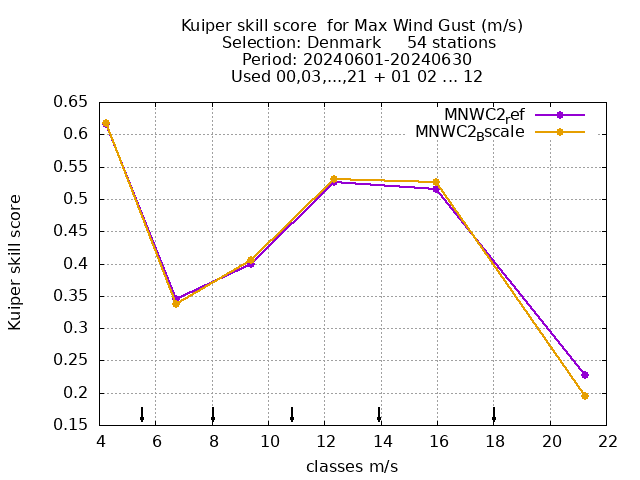 Kuiper skill score  for Max Wind Gust (m/s)
Selection: Denmark     54 stations
Period: 20240601-20240630
Used 00,03,...,21 + 01 02 ... 12
MNWC2ref
MNWC2Bscale
Kuiper skill score
0.65
0.6
0.55
0.5
0.45
0.4
0.35
0.3
0.25
0.2
0.15
4 6 8 10 12 14 16 18 20 22
classes m/s